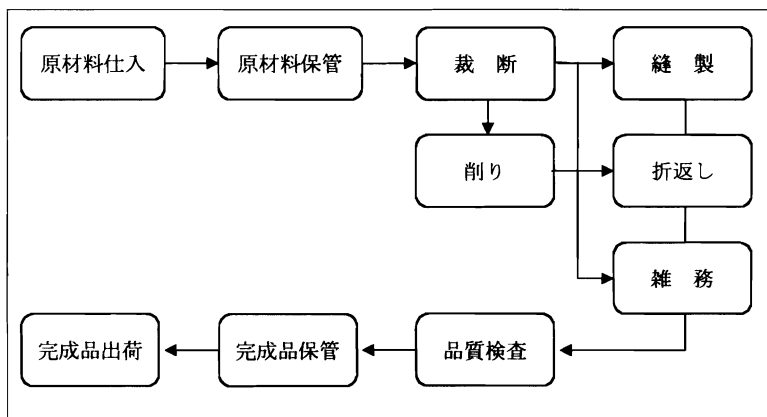 原材料仕入
原材料保管
裁　断
縫　製
削り
折返し
雑　務
完成品出荷
完成品保管
品質検査